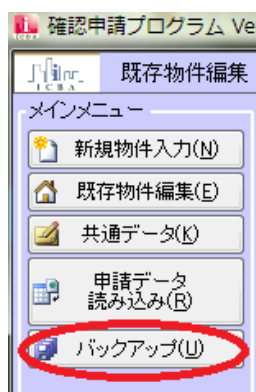 確認申請プログラム Ve
ICBA
既存物件編集
メインメニュー
新規物件入力(N)
既存物件編集(E)
共通データ(K)
申請データ
読み込み(R)
バックアップ(U)